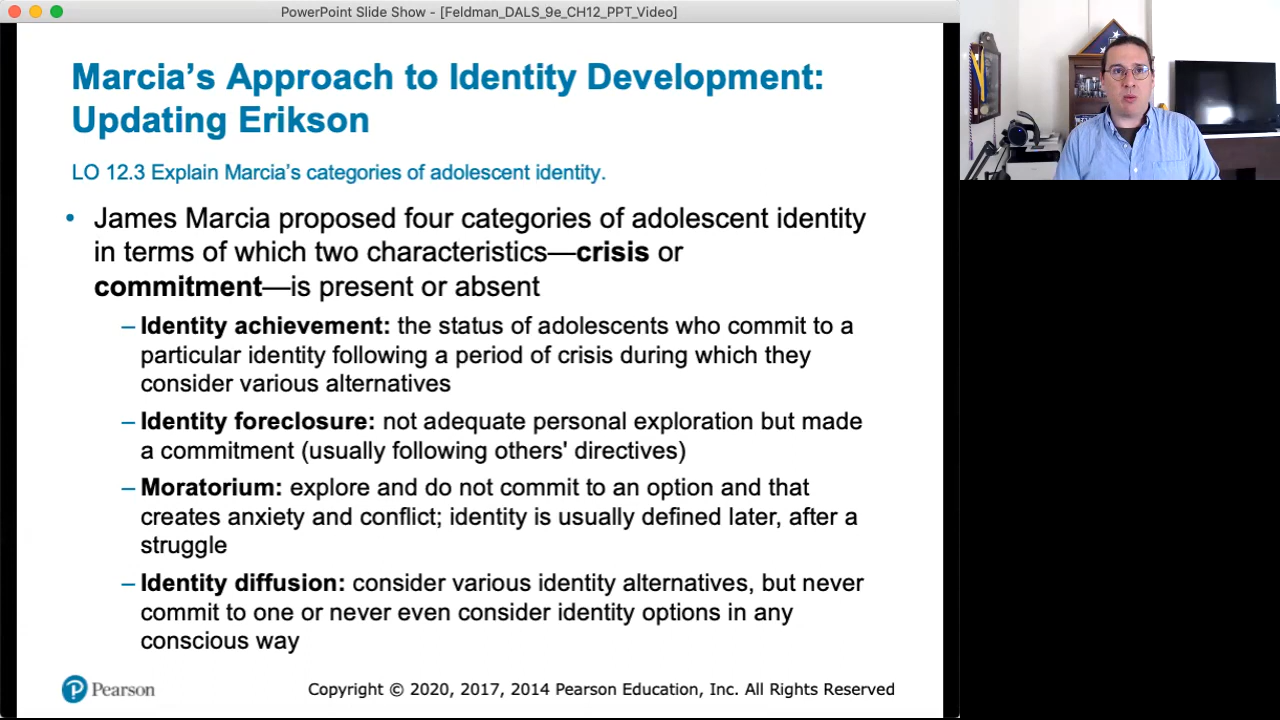 PowerPoint Slide Show - [Feldman_DALS_9e_CH12_PPT_Video]
Marcia’s Approach to Identity Development:
Updating Erikson
LO 12.3 Explain Marcia’s categories of adolescent identity.
• James Marcia proposed four categories of adolescent identity
in terms of which two characteristics—crisis or
commitment—is present or absent
– Identity achievement: the status of adolescents who commit to a
particular identity following a period of crisis during which they
consider various alternatives
– Identity foreclosure: not adequate personal exploration but made
a commitment (usually following others' directives)
– Moratorium: explore and do not commit to an option and that
creates anxiety and conflict; identity is usually defined later, after a
struggle
– Identity diffusion: consider various identity alternatives, but never
commit to one or never even consider identity options in any
conscious way
P Pearson
Copyright © 2020, 2017, 2014 Pearson Education, Inc. All Rights Reserved